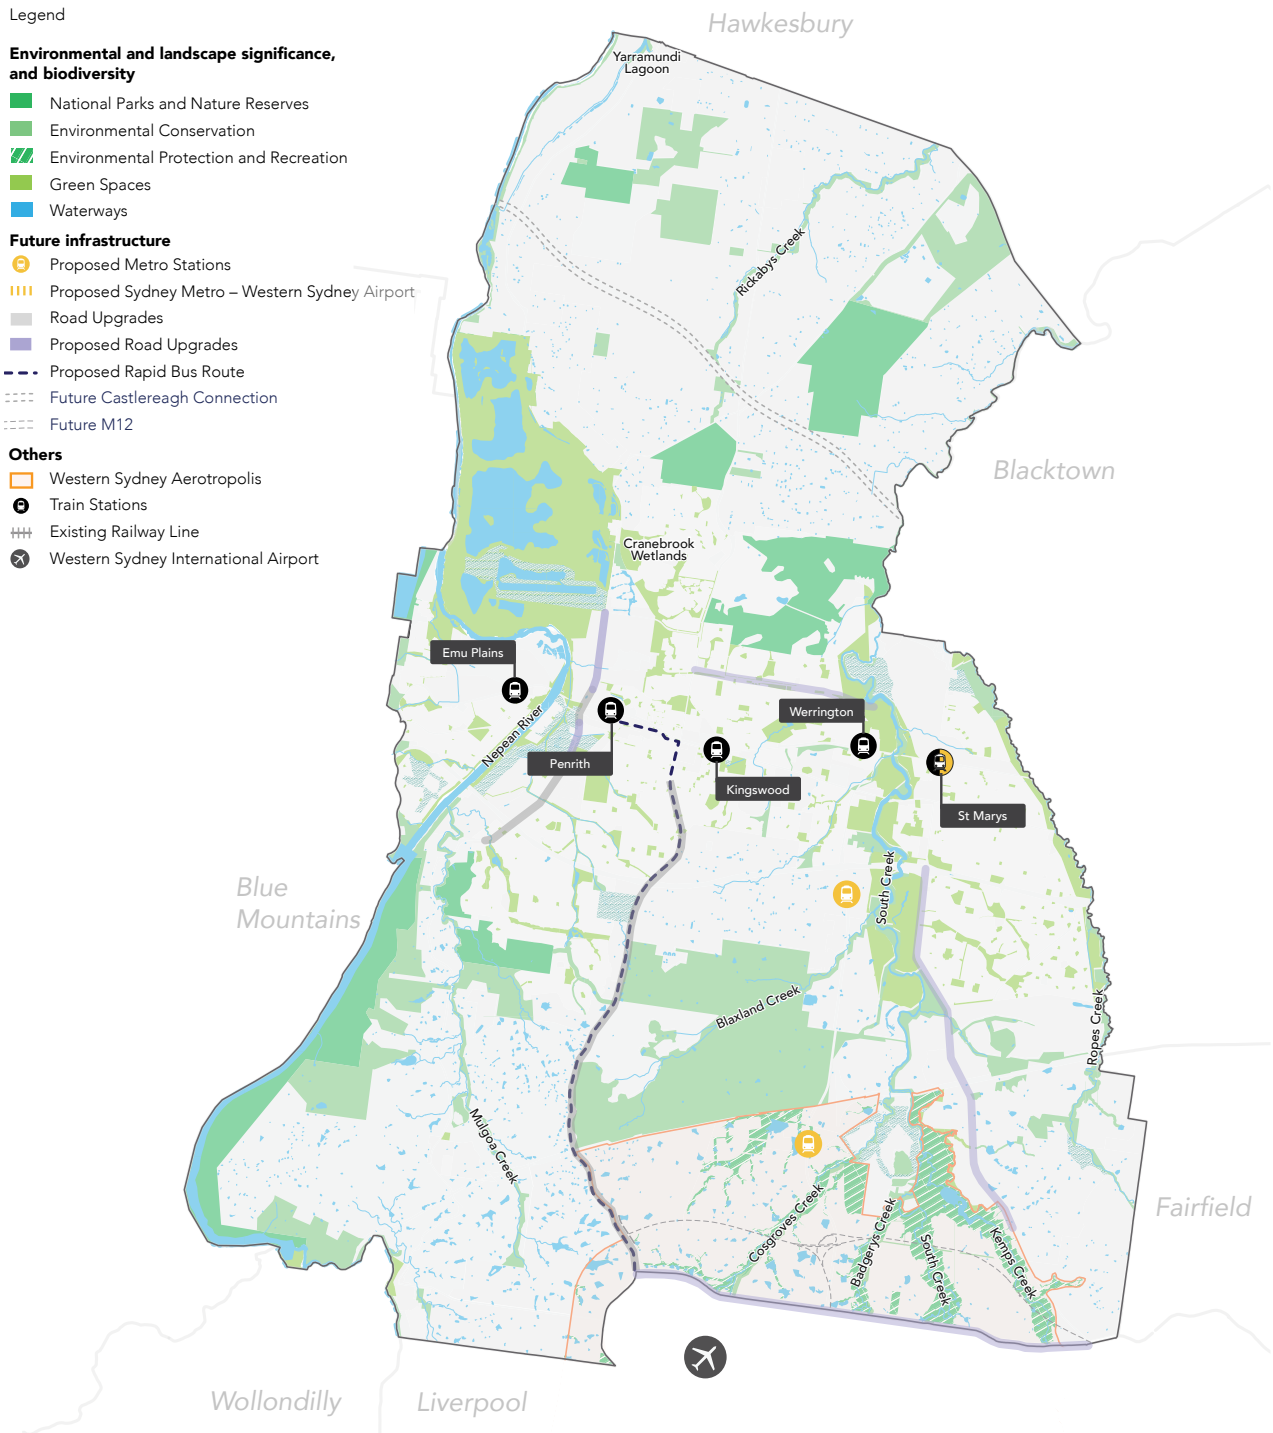 Legend
Environmental and landscape significance,
and biodiversity
National Parks and Nature Reserves
Environmental Conservation
Environmental Protection and Recreation
Green Spaces
Waterways
Future infrastructure
Proposed Metro Stations
Proposed Sydney Metro – Western Sydney Airport
Road Upgrades
Proposed Road Upgrades
Proposed Rapid Bus Route
Future Castlereagh Connection
Future M12
Others
Western Sydney Aerotropolis
Train Stations
Existing Railway Line
Western Sydney International Airport
Hawkesbury
Yarramundi
Lagoon
Rickabys Creek
Blacktown
Cranebrook
Wetlands
Emu Plains
Nepean River
Penrith
Werrington
Kingswood
St Marys
Blue
Mountains
South Creek
Blaxland Creek
Ropes Creek
Mulgoa Creek
Cosgroves Creek
Badgerys Creek
South Creek
Kemps Creek
Fairfield
Wollondilly
Liverpool